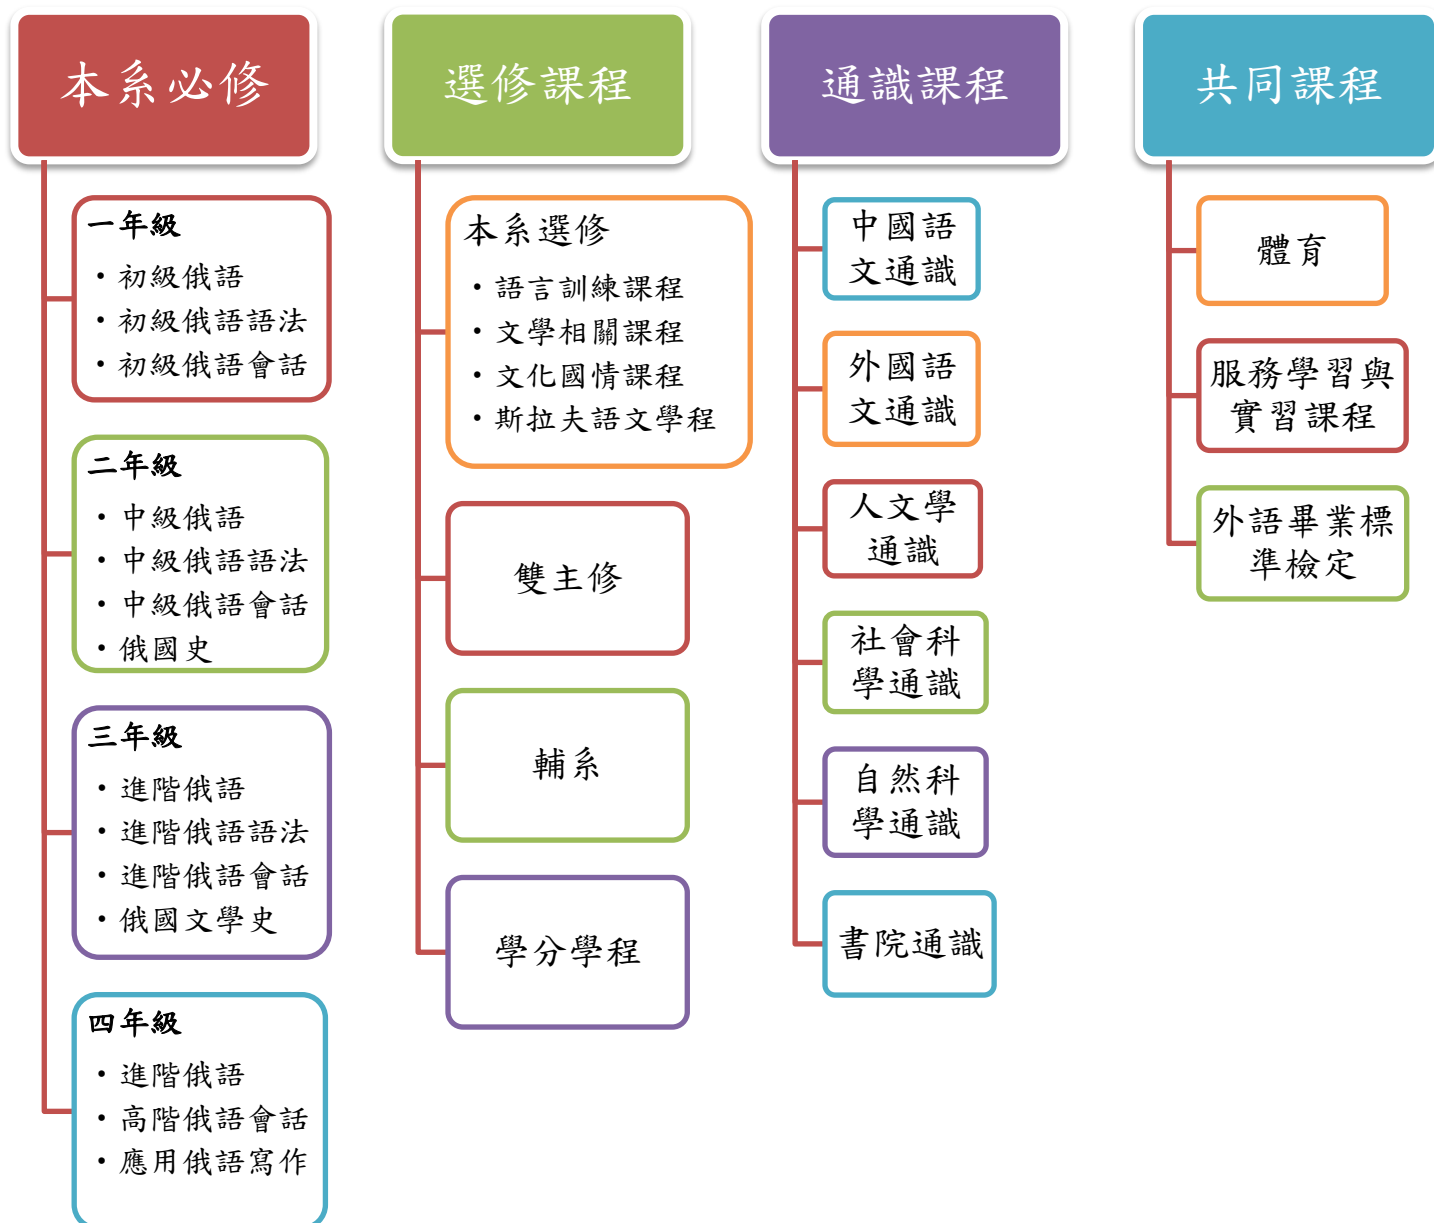 本系必修
一年級
・初級俄語
・初級俄語語法
・初級俄語會話
二年級
・中級俄語
・中級俄語語法
・中級俄語會話
・俄國史
三年級
・進階俄語
・進階俄語語法
・進階俄語會話
・俄國文學史
四年級
・進階俄語
・高階俄語會話
・應用俄語寫作
選修課程
本系選修
・語言訓練課程
・文學相關課程
・文化國情課程
・斯拉夫語文學程
雙主修
輔系
學分學程
通識課程
中國語
文通識
外國語
文通識
人文學
通識
社會科
學通識
自然科
學通識
書院通識
共同課程
體育
服務學習與
實習課程
外語畢業標
準檢定